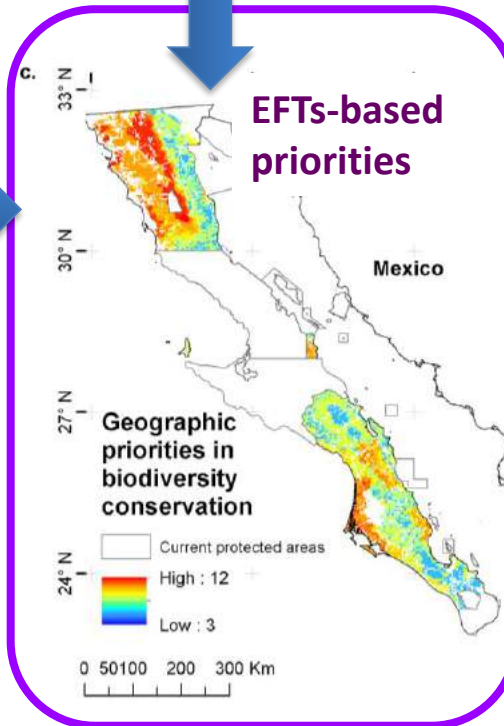 c.
33° N
EFTs-based
priorities
30° N
Mexico
27° N
Geographic
priorities in
biodiversity
conservation
Current protected areas
High : 12
Low : 3
24° N
0 50100 200 300 Km